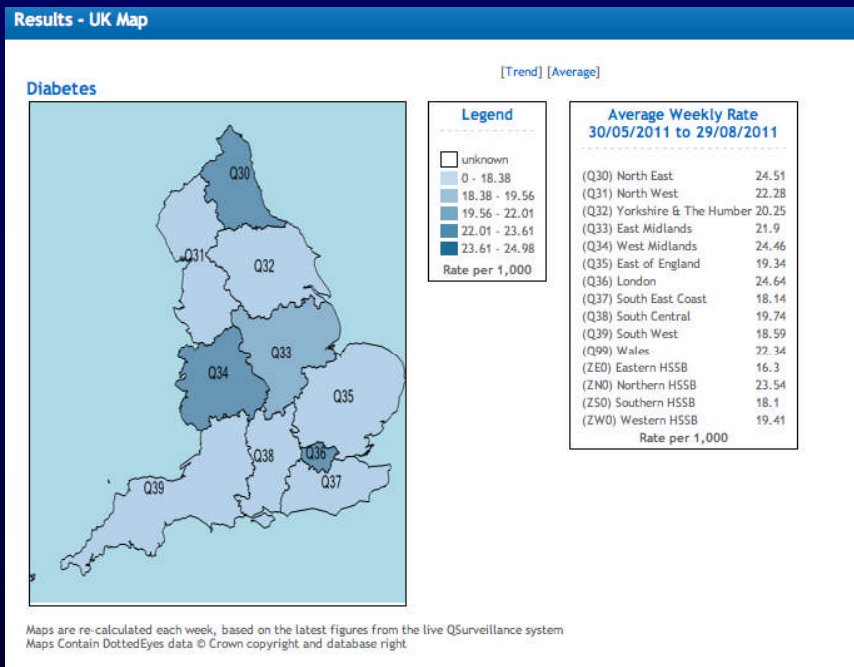 Results - UK Map
[Trend] [Average]
Diabetes
Q30
Q31
Q32
Q33
Q34
Q35
Q36
Q38
Q37
Q39
Legend
unknown
0 - 18.38
18.38 - 19.56
19.56 - 22.01
22.01 - 23.61
23.61 - 24.98
Rate per 1,000
Average Weekly Rate
30/05/2011 to 29/08/2011
(Q30) North East 24.51
(Q31) North West 22.28
(Q32) Yorkshire & The Humber 20.25
(Q33) East Midlands 21.9
(Q34) West Midlands 24.46
(Q35) East of England 19.34
(Q36) London 24.64
(Q37) South East Coast 18.14
(Q38) South Central 19.74
(Q39) South West 18.59
(Q99) Wales 22.34
(ZE0) Eastern HSSB 16.3
(ZN0) Northern HSSB 23.54
(ZS0) Southern HSSB 18.1
(ZW0) Western HSSB 19.41
Rate per 1,000
Maps are re-calculated each week, based on the latest figures from the live QSurveillance system
Maps Contain DottedEyes data © Crown copyright and database right